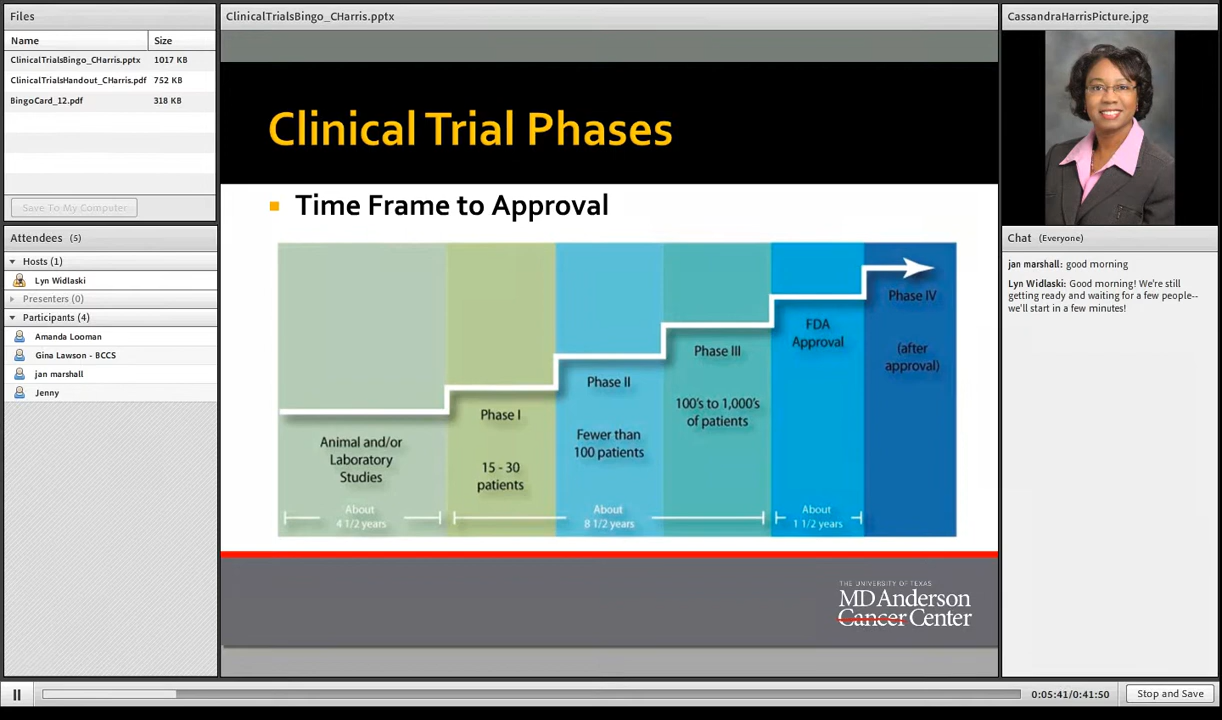 Files
Name Size
ClinicalTrialsBingo_CHarris.pptx 1017 KB
ClinicalTrialsHandout_CHarris.pdf 752 KB
BingoCard_12.pdf 318 KB
Save To My Computer
Attendees (5)
Hosts (1)
Lyn Widlaski
Presenters (0)
Participants (4)
Amanda Looman
Gina Lawson - BCCS
jan marshall
Jenny
ClinicalTrialsBingo_CHarris.pptx
Clinical Trial Phases
Time Frame to Approval
Animal and/or
Laboratory
Studies
About
4 1/2 years
Phase I
15 - 30
patients
Phase II
Fewer than
100 patients
About
8 1/2 years
Phase III
100's to 1,000's
of patients
FDA
Approval
About
1 1/2 years
Phase IV
(after
approval)
THE UNIVERSITY OF TEXAS
MD Anderson
Cancer Center
CassandraHarrisPicture.jpg
Chat (Everyone)
jan marshall: good morning
Lyn Widlaski: Good morning! We're still
getting ready and waiting for a few people--
we'll start in a few minutes!
0:05:41/0:41:50
Stop and Save